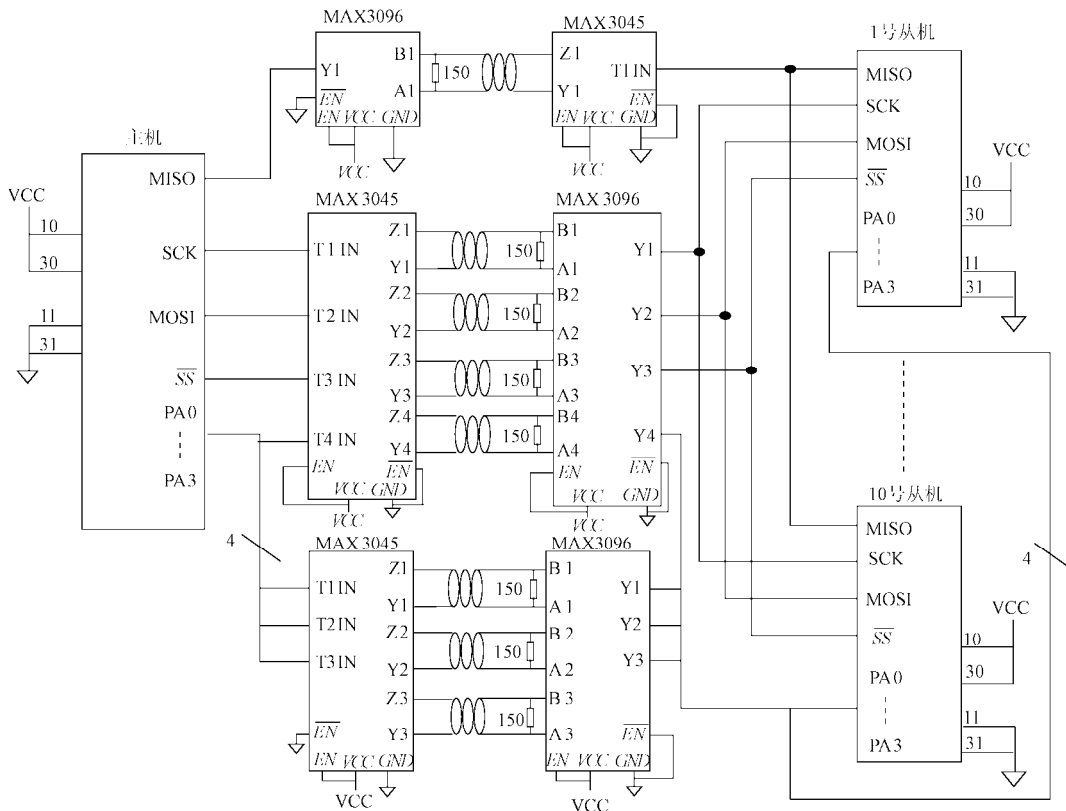 MAX3096
B1
Y1
150
EN
A1
EN VCC GND
VCC
MAX3045
Z1
T1IN
Y1
EN
EN VCC GND
VCC
1号从机
MISO
SCK
MOSI
SS
PA0
PA3
VCC
10
30
11
31
主机
MISO
SCK
MOSI
SS
PA0
PA3
VCC
10
30
11
31
MAX3045
Z1
T1 IN
Y1
Z2
T2 IN
Y2
Z3
T3 IN
Y3
Z4
T4 IN
Y4
EN
EN
VCC GND
VCC
150
150
150
150
MAX3096
B1
Y1
A1
B2
Y2
A2
B3
Y3
A3
B4
Y4
A4
EN
EN
VCC GND
VCC
4
MAX3045
Z1
T1IN
Y1
T2IN
Z2
T3IN
Y2
Z3
EN
Y3
EN VCC GND
VCC
150
150
150
MAX3096
B1
Y1
A1
Y2
B2
Y3
A2
B3
EN
A3
EN VCC GND
VCC
10号从机
MISO
SCK
MOSI
SS
PA0
PA3
4
VCC
10
30
11
31